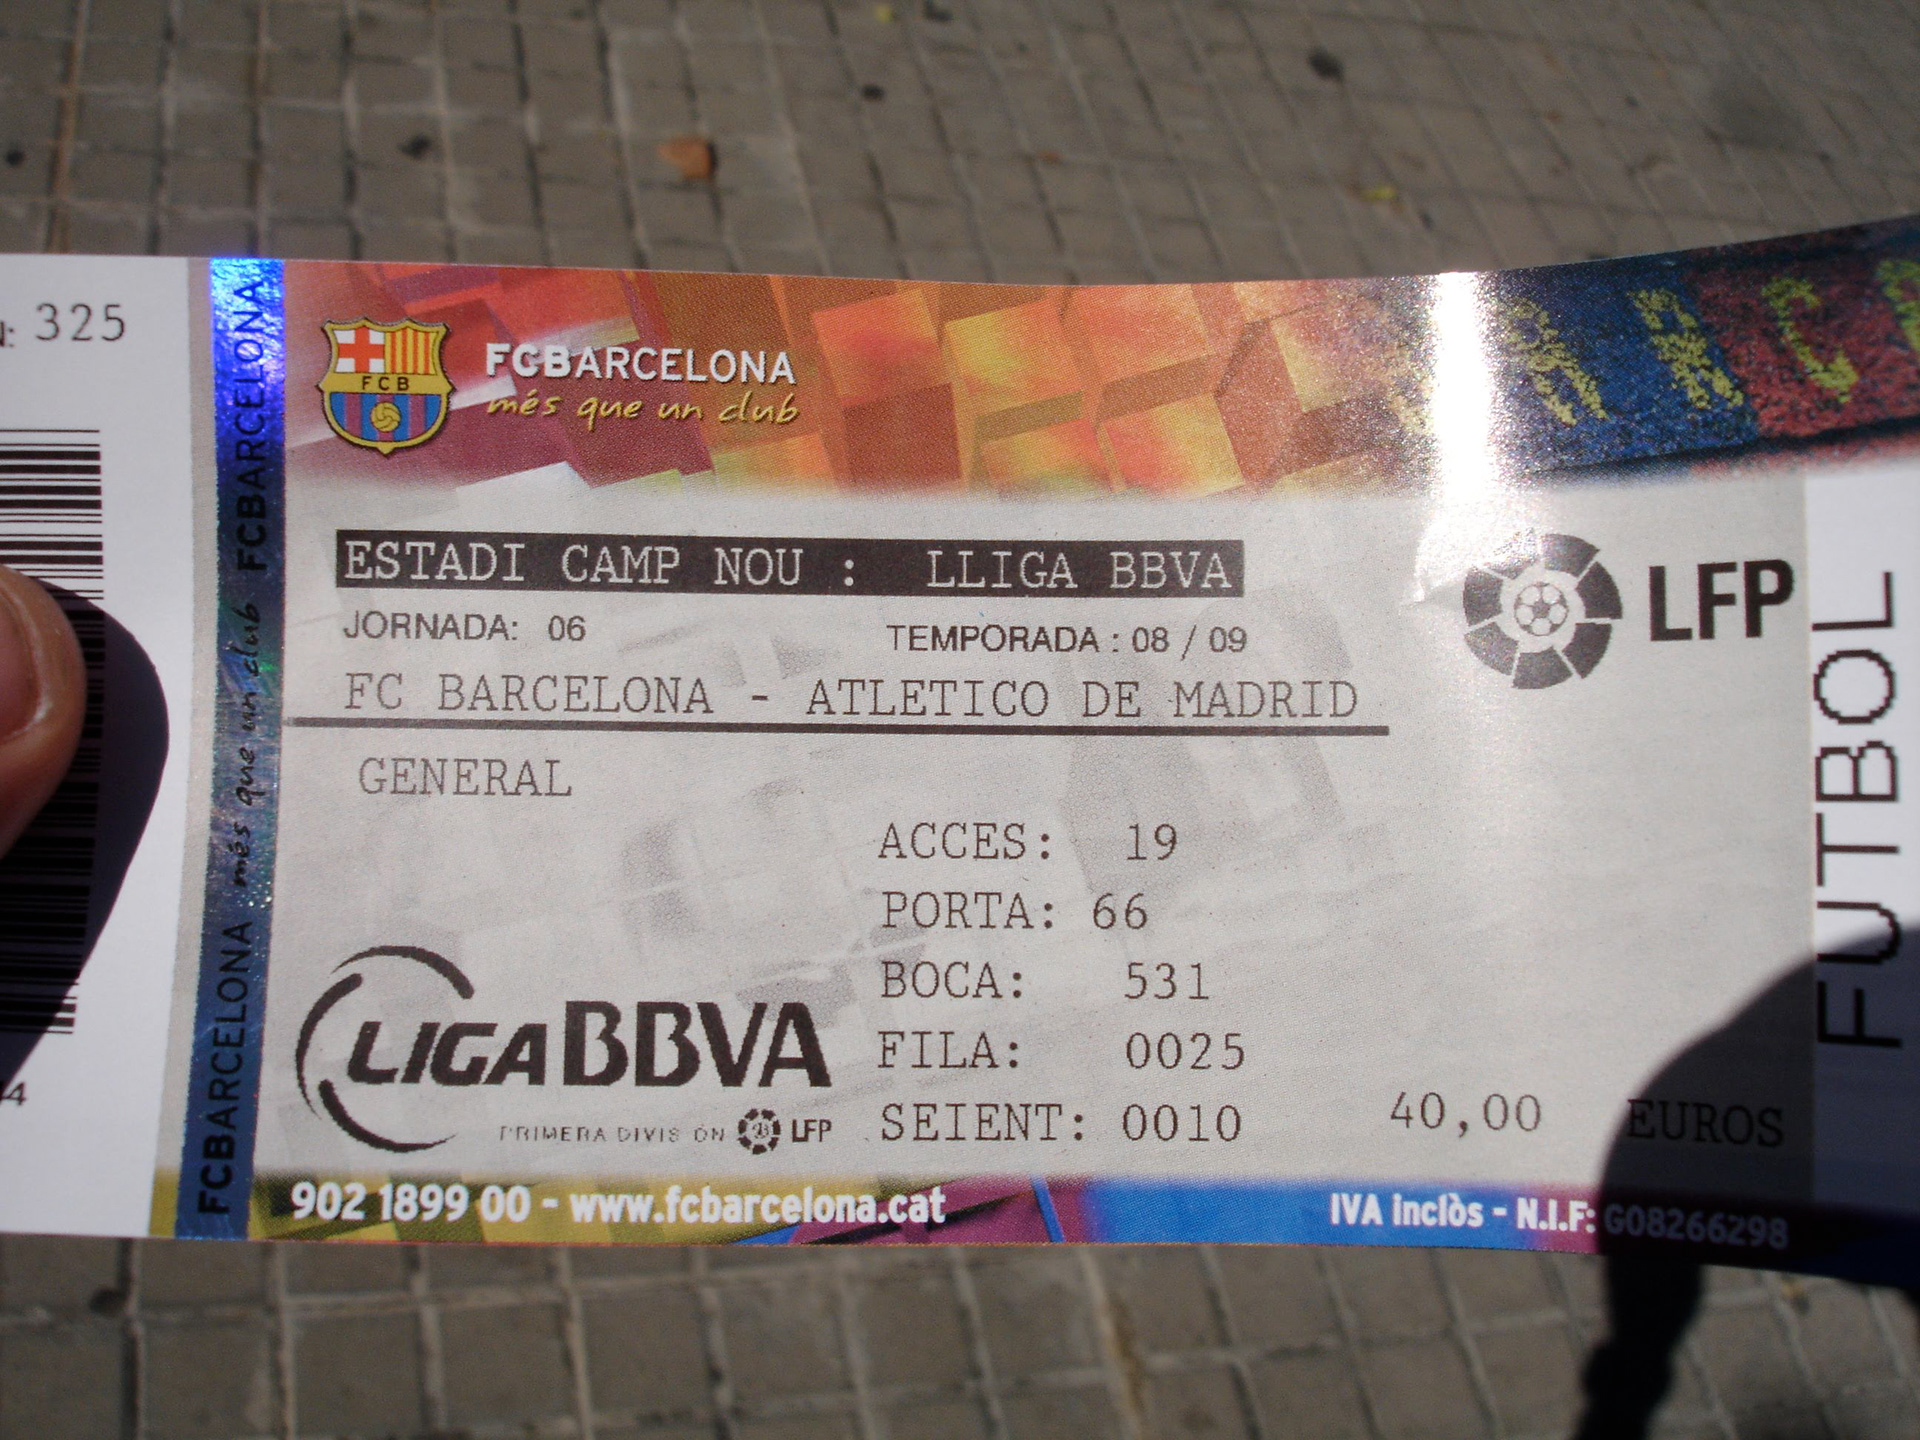 N: 325
FCBARCELONA més que un club FCBARCELONA
FCB
FCBARCELONA
més que un club
ESTADI CAMP NOU : LLIGA BBVA
JORNADA: 06 TEMPORADA : 08 / 09
FC BARCELONA - ATLETICO DE MADRID
LFP
GENERAL
ACCES: 19
PORTA: 66
BOCA: 531
FILA: 0025
SEIENT: 0010 40,00 EUROS
LIGA BBVA
PRIMERA DIVISIÓN LFP
902 1899 00 - www.fcbarcelona.cat IVA inclòs - N.I.F: G08266298
FUTBOL